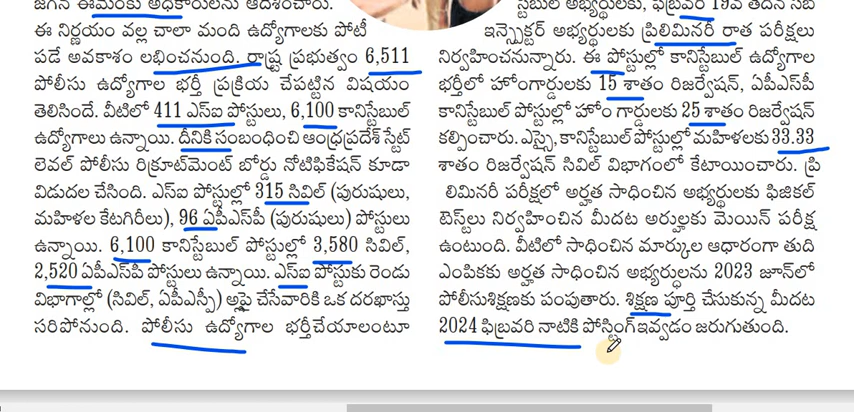 జగన్ ఈమేరకు అధికారులను ఆదేశించారు.
ఈ నిర్ణయం వల్ల చాలా మంది ఉద్యోగాలకు పోటీ
పడే అవకాశం లభించనుంది. రాష్ట్ర ప్రభుత్వం 6,511
పోలీసు ఉద్యోగాల భర్తీ ప్రక్రియ చేపట్టిన విషయం
తెలిసిందే. వీటిలో 411 ఎస్ఐ పోస్టులు, 6,100 కానిస్టేబుల్
ఉద్యోగాలు ఉన్నాయి. దీనికి సంబంధించి ఆంధ్రప్రదేశ్ స్టేట్
లెవల్ పోలీసు రిక్రూట్‌మెంట్ బోర్డు నోటిఫికేషన్ కూడా
విడుదల చేసింది. ఎస్ఐ పోస్టుల్లో 315 సివిల్ (పురుషులు,
మహిళల కేటగిరీలు), 96 ఏపీఎస్‌పీ (పురుషులు) పోస్టులు
ఉన్నాయి. 6,100 కానిస్టేబుల్ పోస్టుల్లో 3,580 సివిల్,
2,520 ఏపీఎస్‌పి పోస్టులు ఉన్నాయి. ఎస్ఐ పోస్టుకు రెండు
విభాగాల్లో (సివిల్, ఏపీఎస్పీ) అప్లై చేసేవారికి ఒక దరఖాస్తు
సరిపోనుంది. పోలీసు ఉద్యోగాల భర్తీచేయాలంటూ
స్టేబుల్ అభ్యర్థులకు, ఫిబ్రవరి 19వ తేదీన సబ్
ఇన్స్పెక్టర్ అభ్యర్థులకు ప్రిలిమినరీ రాత పరీక్షలు
నిర్వహించనున్నారు. ఈ పోస్టుల్లో కానిస్టేబుల్ ఉద్యోగాల
భర్తీలో హోంగార్డులకు 15 శాతం రిజర్వేషన్, ఏపీఎస్‌పీ
కానిస్టేబుల్ పోస్టుల్లో హోం గార్డులకు 25 శాతం రిజర్వేషన్
కల్పించారు. ఎస్సై, కానిస్టేబుల్ పోస్టుల్లో మహిళలకు 33.33
శాతం రిజర్వేషన్ సివిల్ విభాగంలో కేటాయించారు. ప్రి
లిమినరీ పరీక్షలో అర్హత సాధించిన అభ్యర్థులకు ఫిజికల్
టెస్ట్‌లు నిర్వహించిన మీదట అర్హులకు మెయిన్ పరీక్ష
ఉంటుంది. వీటిలో సాధించిన మార్కుల ఆధారంగా తుది
ఎంపికకు అర్హత సాధించిన అభ్యర్థులను 2023 జూన్‌లో
పోలీసుశిక్షణకు పంపుతారు. శిక్షణ పూర్తి చేసుకున్న మీదట
2024 ఫిబ్రవరి నాటికి పోస్టింగ్ ఇవ్వడం జరుగుతుంది.